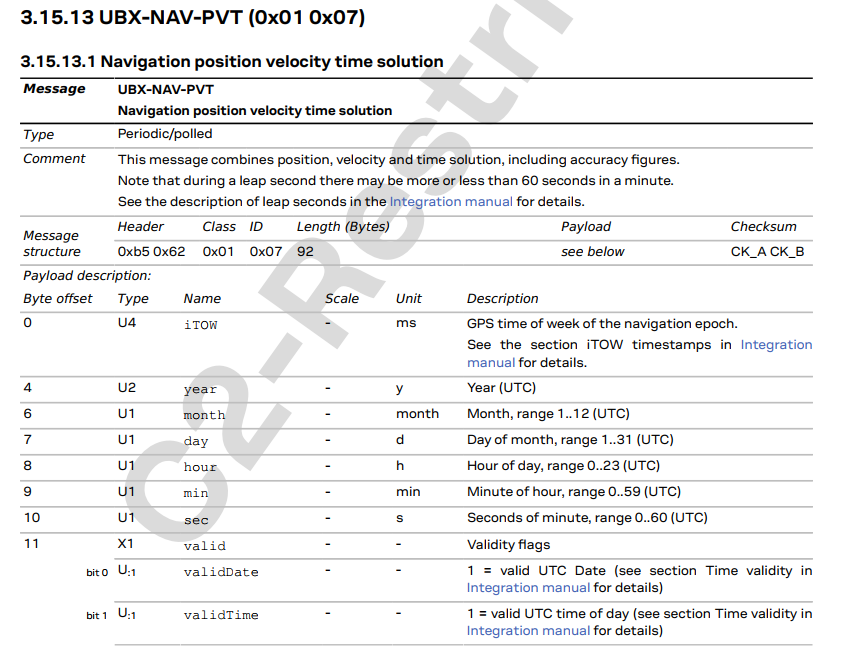 3.15.13 UBX-NAV-PVT (0x01 0x07)
3.15.13.1 Navigation position velocity time solution
Message UBX-NAV-PVT
Navigation position velocity time solution
Type Periodic/polled
Comment This message combines position, velocity and time solution, including accuracy figures.
Note that during a leap second there may be more or less than 60 seconds in a minute.
See the description of leap seconds in the Integration manual for details.
Message structure Header Class ID Length (Bytes) Payload Checksum
0xb5 0x62 0x01 0x07 92 see below CK_A CK_B
Payload description:
Byte offset Type Name Scale Unit Description
0 U4 iTOW - ms GPS time of week of the navigation epoch.
See the section iTOW timestamps in Integration
manual for details.
4 U2 year - y Year (UTC)
6 U1 month - month Month, range 1..12 (UTC)
7 U1 day - d Day of month, range 1..31 (UTC)
8 U1 hour - h Hour of day, range 0..23 (UTC)
9 U1 min - min Minute of hour, range 0..59 (UTC)
10 U1 sec - s Seconds of minute, range 0..60 (UTC)
11 X1 valid - - Validity flags
bit 0 U:1 validDate - - 1 = valid UTC Date (see section Time validity in
Integration manual for details)
bit 1 U:1 validTime - - 1 = valid UTC time of day (see section Time validity in
Integration manual for details)
C2-Restri